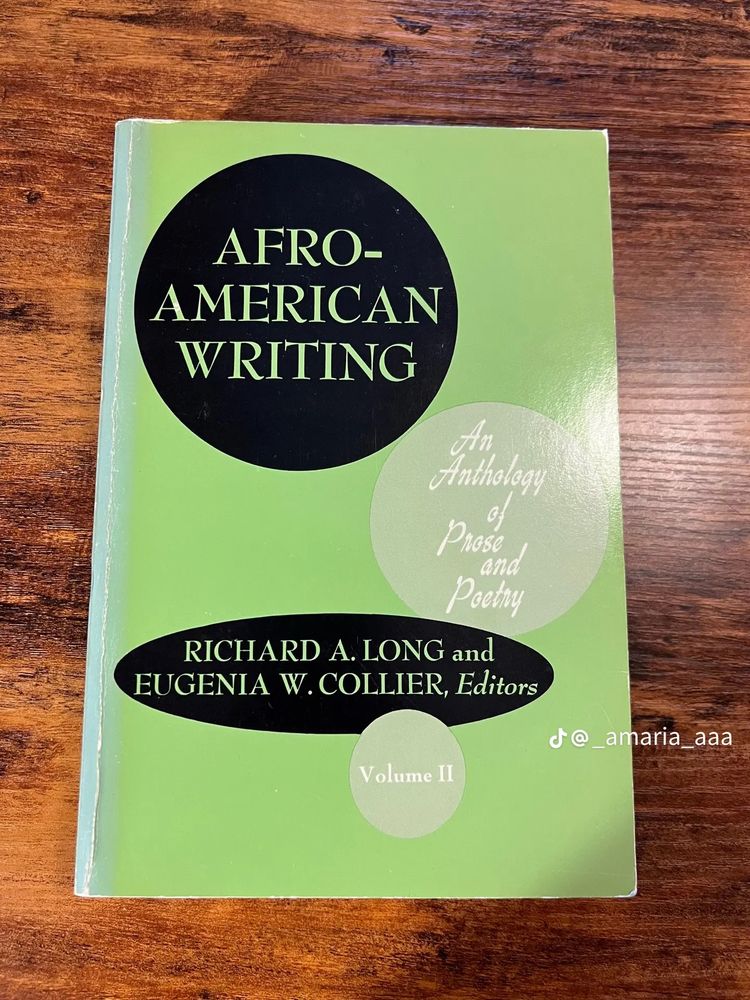 AFRO-
AMERICAN
WRITING
An
Anthology
of
Prose
and
Poetry
RICHARD A. LONG and
EUGENIA W. COLLIER, Editors
Volume II
@_amaria_aaa